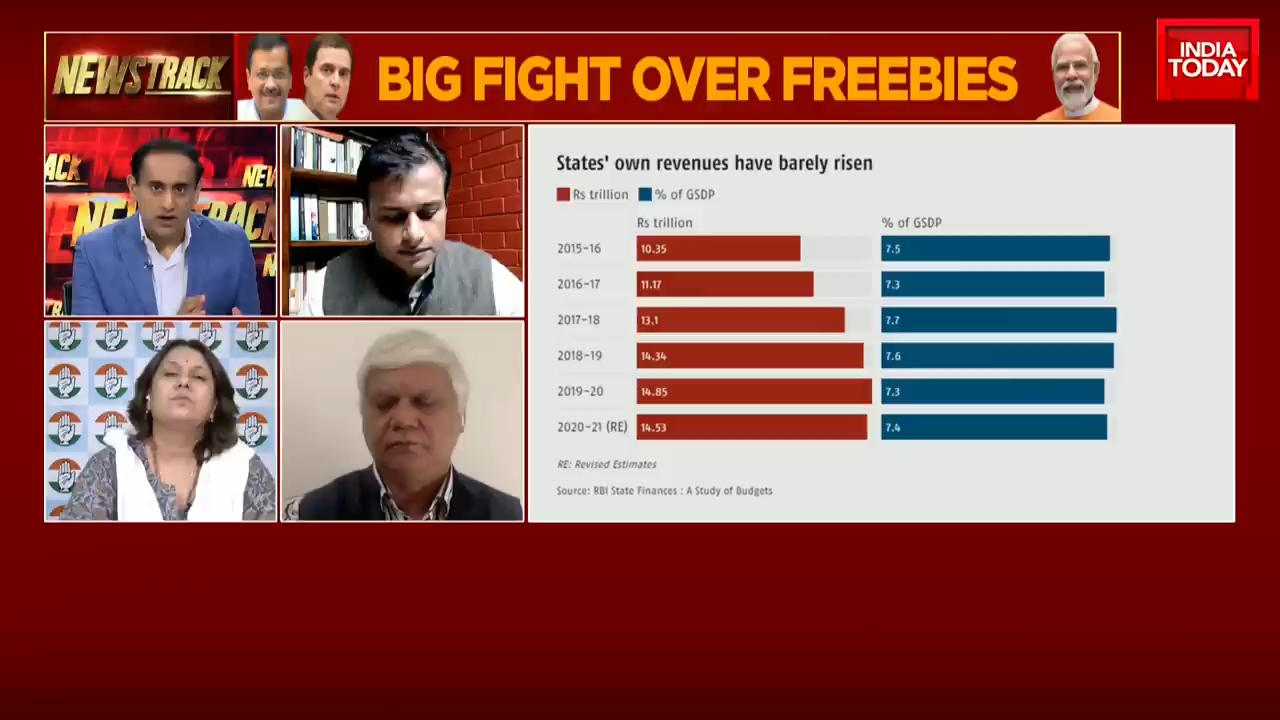 NEWSTRACK
BIG FIGHT OVER FREEBIES
INDIA
TODAY
ACK
NEW
NEWSTRACK
States' own revenues have barely risen
Rs trillion
% of GSDP
Rs trillion
% of GSDP
2015-16
10.35
7.5
2016-17
11.17
7.3
2017-18
13.1
7.7
2018-19
14.34
7.6
2019-20
14.85
7.3
2020-21 (RE)
14.53
7.4
RE: Revised Estimates
Source: RBI State Finances : A Study of Budgets